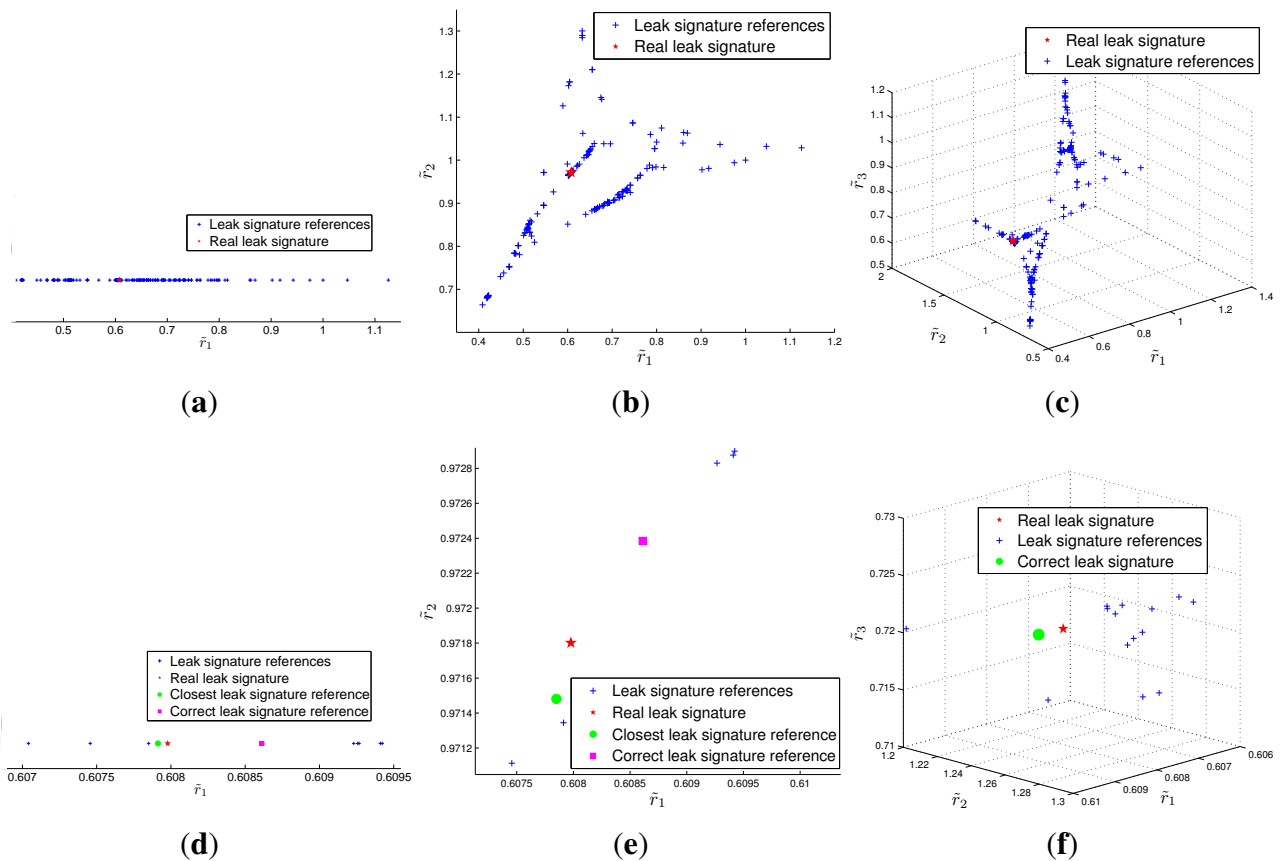 Leak signature references
Real leak signature
0.5 0.6 0.7 0.8 0.9 1 1.1
r̃1
(a)
1.3
1.2
1.1
1
0.9
0.8
0.7
r̃2
Leak signature references
Real leak signature
0.4 0.5 0.6 0.7 0.8 0.9 1 1.1 1.2
r̃1
(b)
Real leak signature
Leak signature references
1.2
1.1
1
0.9
0.8
0.7
0.6
0.5
r̃3
2
1.5
1
0.5
r̃2
0.4
0.6
0.8
1
1.2
1.4
r̃1
(c)
Leak signature references
Real leak signature
Closest leak signature reference
Correct leak signature reference
0.607 0.6075 0.608 0.6085 0.609 0.6095
r̃1
(d)
0.9728
0.9726
0.9724
0.9722
0.972
0.9718
0.9716
0.9714
0.9712
r̃2
Leak signature references
Real leak signature
Closest leak signature reference
Correct leak signature reference
0.6075 0.608 0.6085 0.609 0.6095 0.61
r̃1
(e)
Real leak signature
Leak signature references
Correct leak signature
0.73
0.725
0.72
0.715
0.71
r̃3
1.2
1.22
1.24
1.26
1.28
1.3
r̃2
0.61
0.609
0.608
0.607
0.606
r̃1
(f)